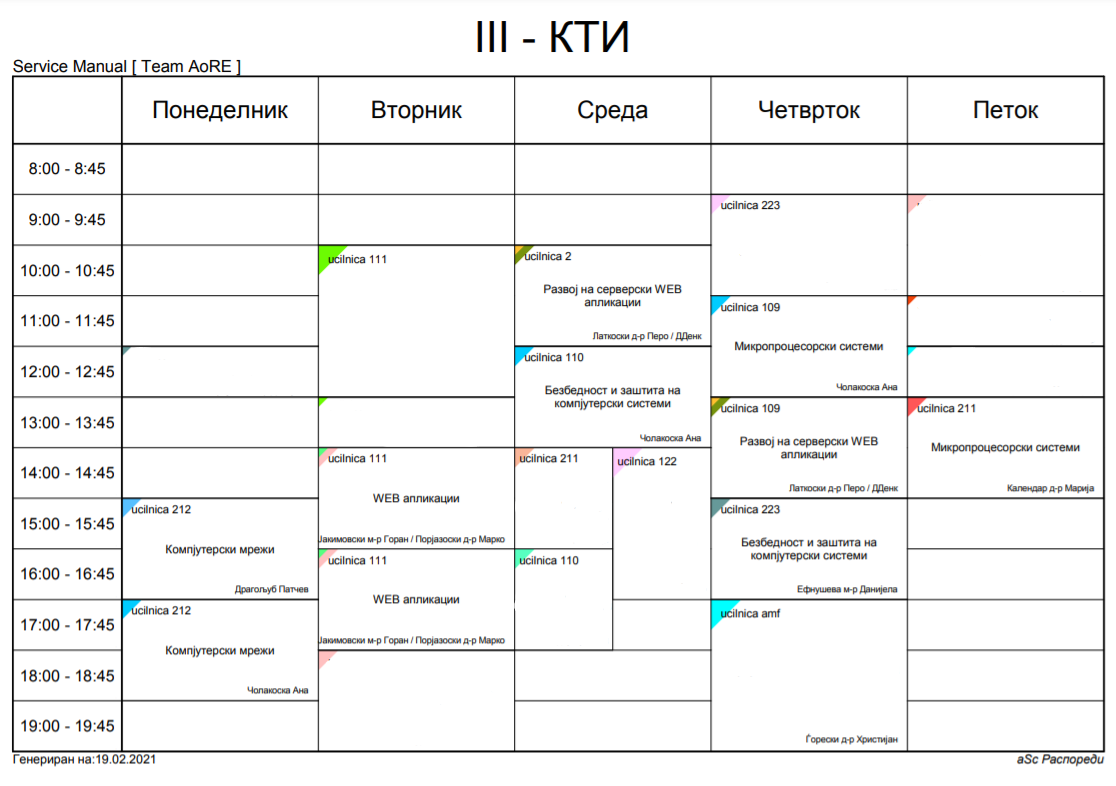 III - КТИ
Service Manual [ Team AoRE ]
Понеделник
Вторник
Среда
Четврток
Петок
8:00 - 8:45
9:00 - 9:45
ucilnica 223
10:00 - 10:45
ucilnica 111
ucilnica 2
Развој на серверски WEB
апликации
Латкоски д-р Перо / ДДенк
11:00 - 11:45
ucilnica 109
Микропроцесорски системи
Чолакоска Ана
12:00 - 12:45
ucilnica 110
Безбедност и заштита на
компјутерски системи
Чолакоска Ана
13:00 - 13:45
ucilnica 109
Развој на серверски WEB
апликации
Латкоски д-р Перо / ДДенк
ucilnica 211
Микропроцесорски системи
Календар д-р Марија
14:00 - 14:45
ucilnica 111
WEB апликации
Јакимовски м-р Горан / Порјазоски д-р Марко
ucilnica 211
ucilnica 122
15:00 - 15:45
ucilnica 212
Компјутерски мрежи
Драгољуб Патчев
ucilnica 223
Безбедност и заштита на
компјутерски системи
Ефнушева м-р Данијела
16:00 - 16:45
ucilnica 111
WEB апликации
Јакимовски м-р Горан / Порјазоски д-р Марко
ucilnica 110
17:00 - 17:45
ucilnica 212
Компјутерски мрежи
Чолакоска Ана
ucilnica amf
Ѓорески д-р Христијан
18:00 - 18:45
19:00 - 19:45
Генериран на:19.02.2021
aSc Распореди